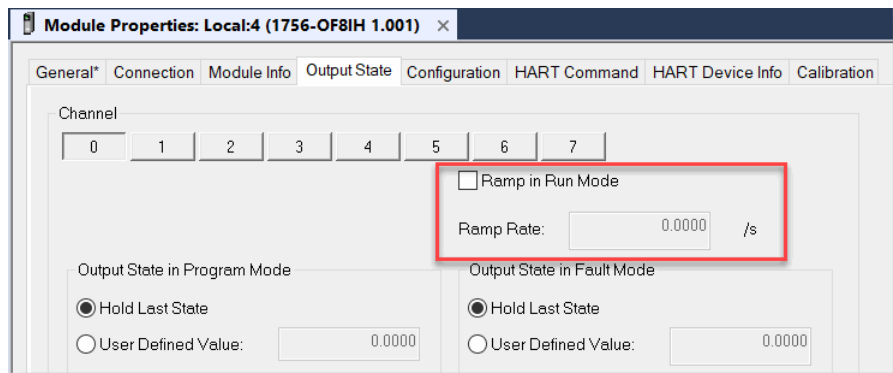 Module Properties: Local:4 (1756-OF8IH 1.001) ×
General* Connection Module Info Output State Configuration HART Command HART Device Info Calibration
Channel
0 1 2 3 4 5 6 7
Ramp in Run Mode
Ramp Rate: 0.0000 /s
Output State in Program Mode
Hold Last State
User Defined Value: 0.0000
Output State in Fault Mode
Hold Last State
User Defined Value: 0.0000